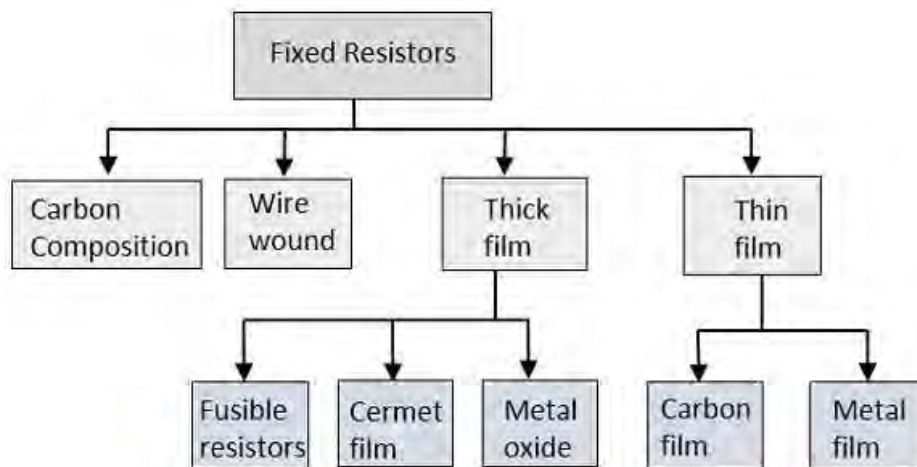 Fixed Resistors
Carbon
Composition
Wire
wound
Thick
film
Thin
film
Fusible
resistors
Cermet
film
Metal
oxide
Carbon
film
Metal
film